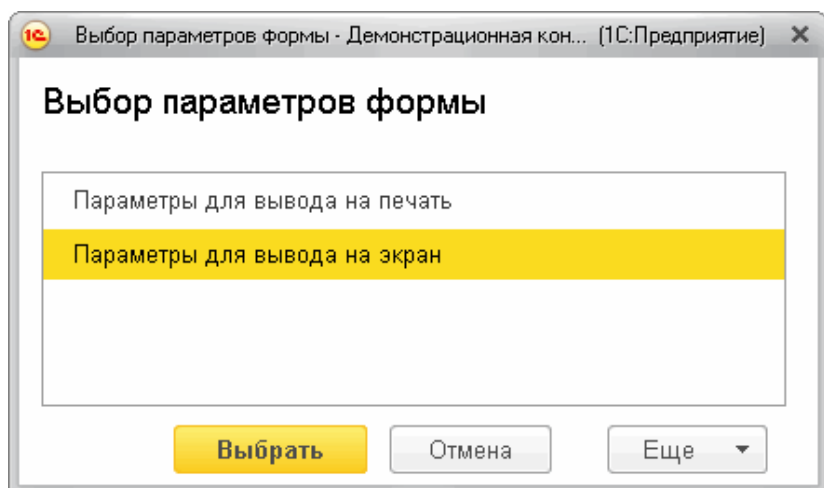 1С Выбор параметров формы - Демонстрационная кон... (1С:Предприятие)
Выбор параметров формы
Параметры для вывода на печать
Параметры для вывода на экран
Выбрать Отмена Еще